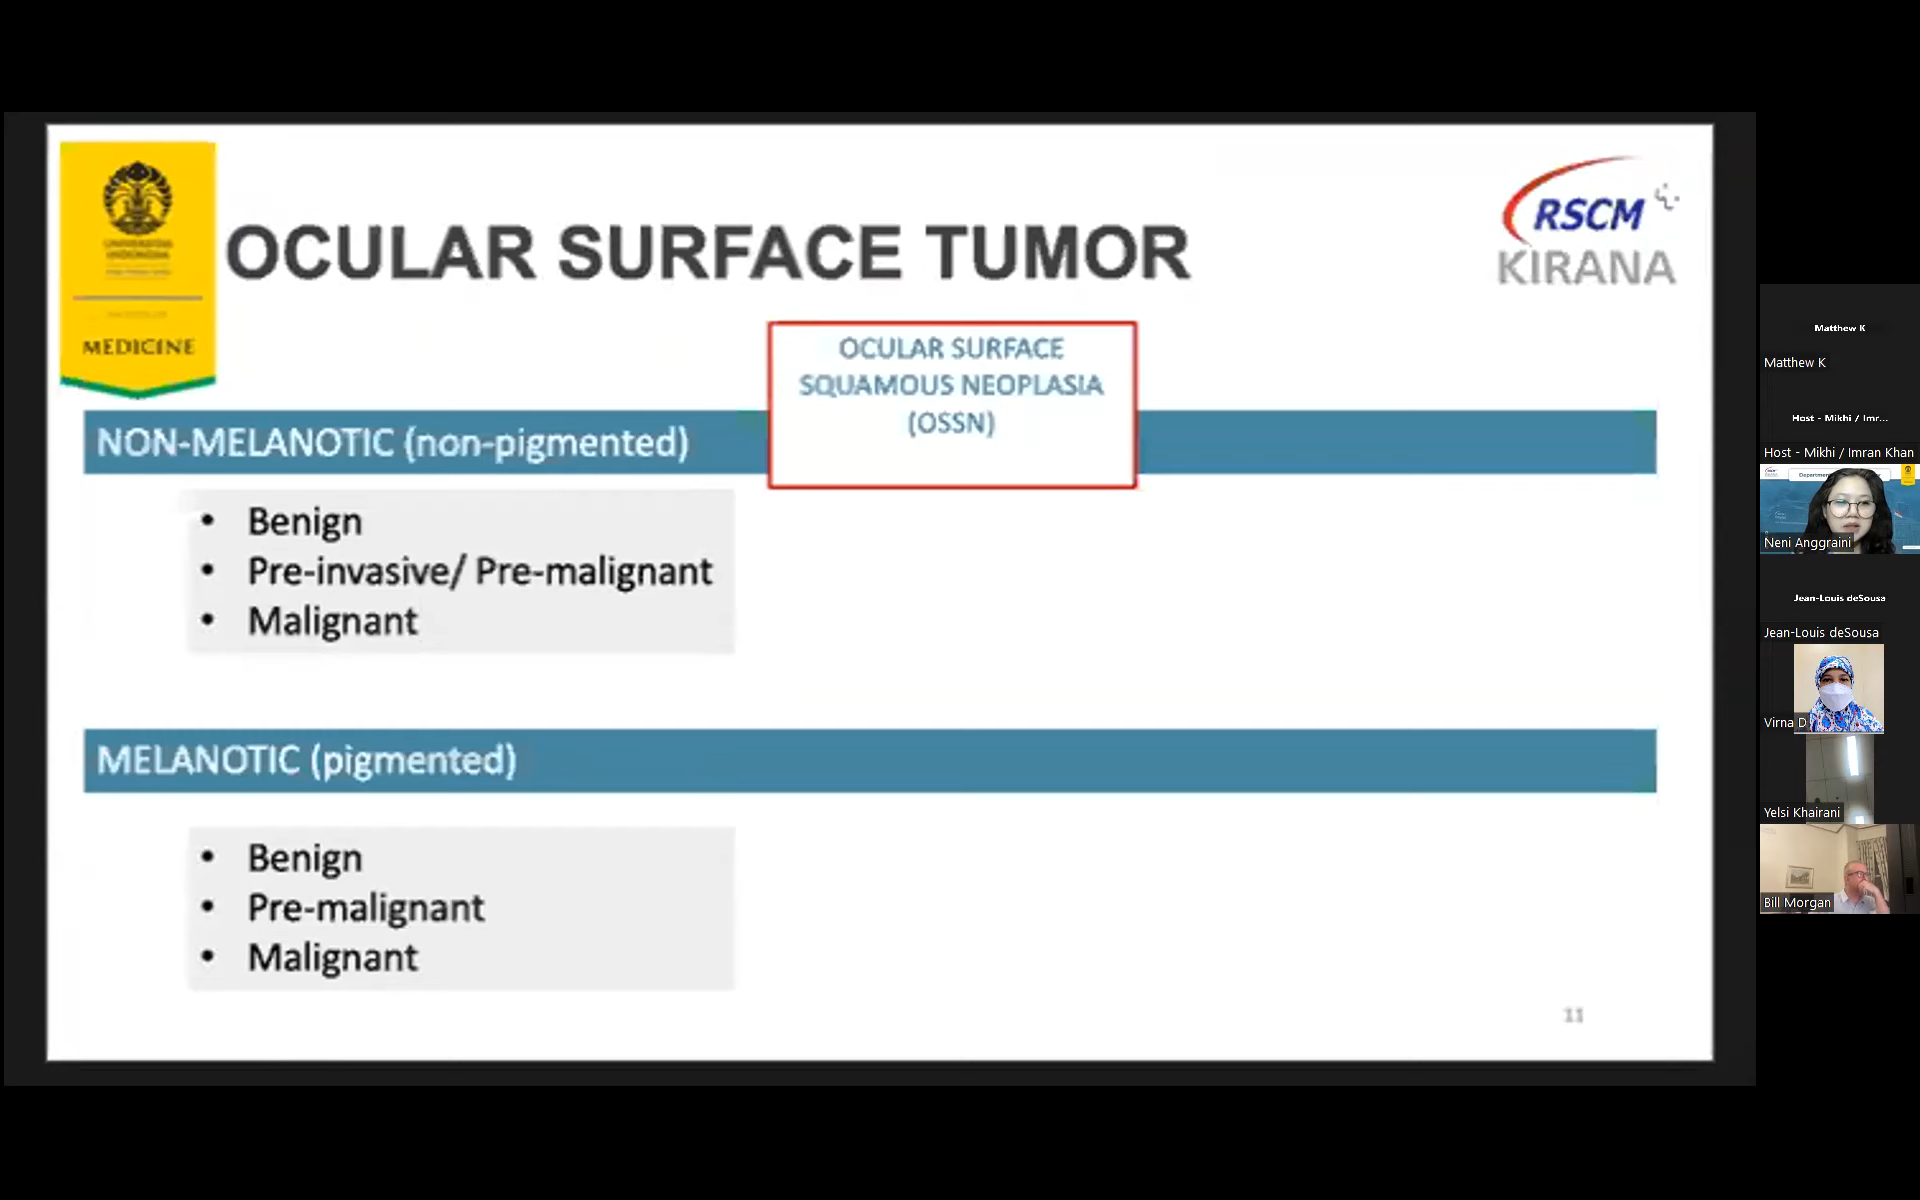 UNIVERSITAS
INDONESIA
MEDICINE
OCULAR SURFACE TUMOR
RSCM
KIRANA
OCULAR SURFACE
SQUAMOUS NEOPLASIA
(OSSN)
NON-MELANOTIC (non-pigmented)
• Benign
• Pre-invasive/ Pre-malignant
• Malignant
MELANOTIC (pigmented)
• Benign
• Pre-malignant
• Malignant
11
Matthew K
Matthew K
Host - Mikhi / Imr...
Host - Mikhi / Imran Khan
Neni Anggraini
Jean-Louis deSousa
Jean-Louis deSousa
Virna D
Yelsi Khairani
Bill Morgan